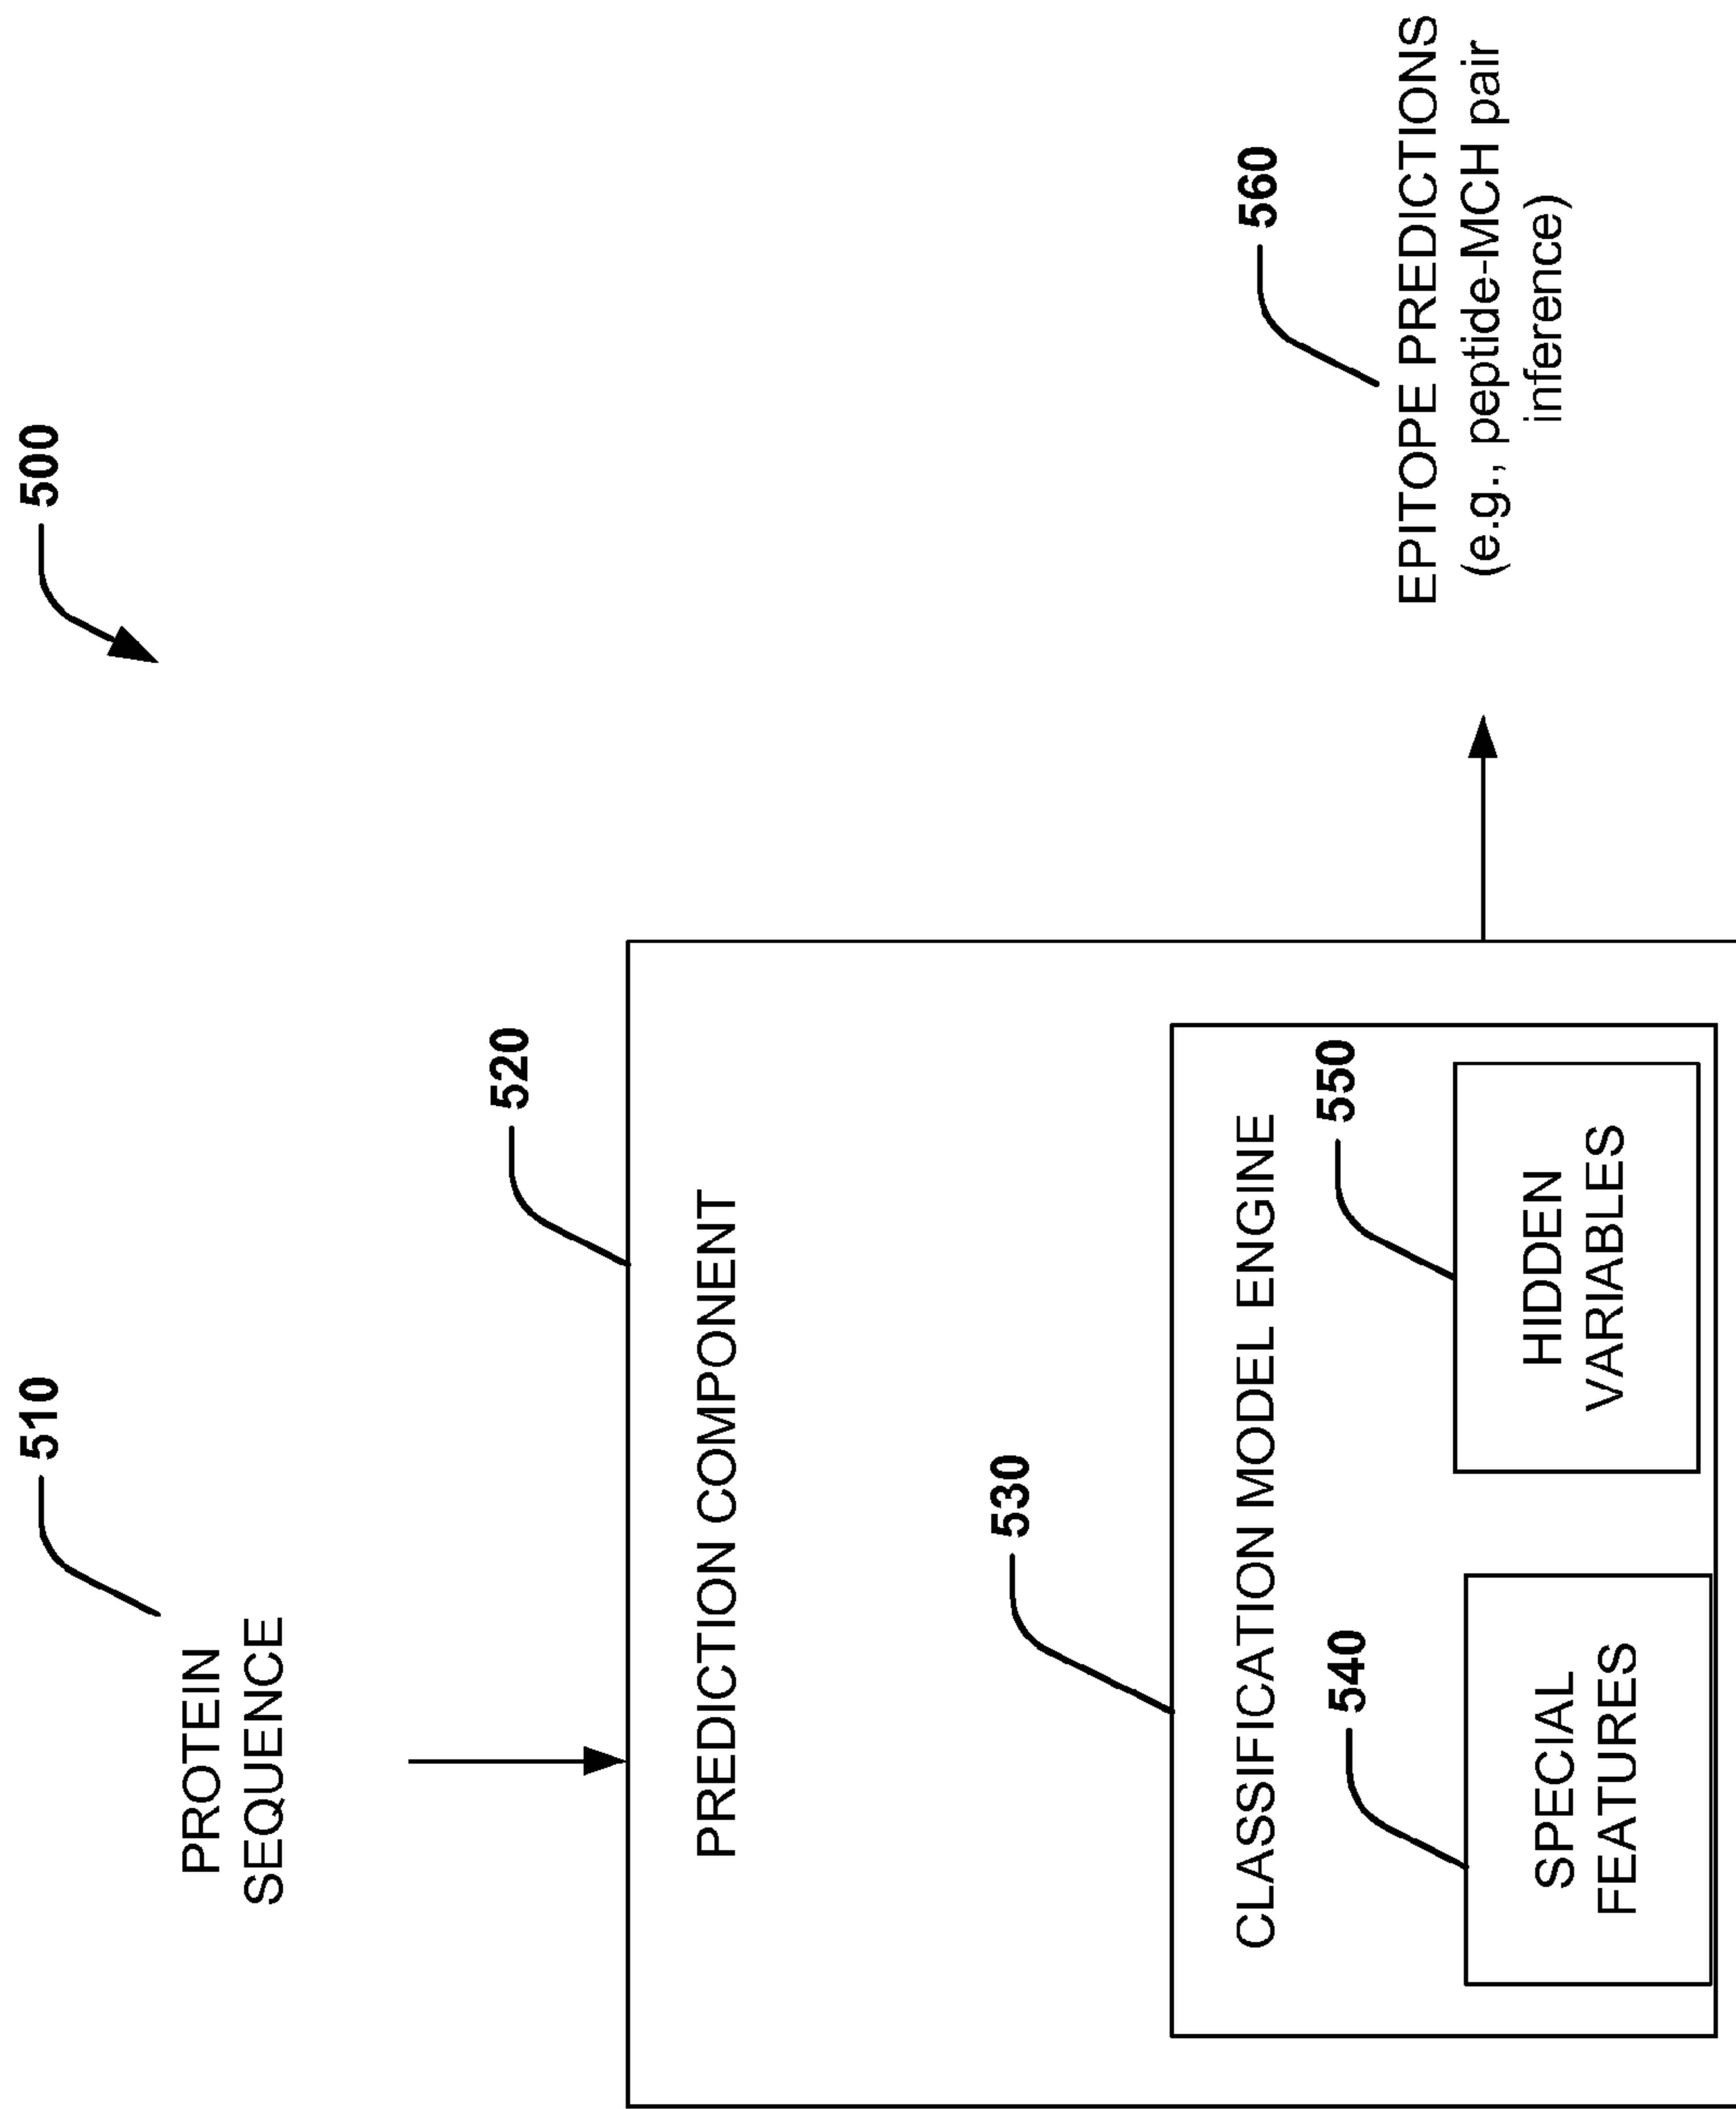 500
510
PROTEIN
SEQUENCE
520
PREDICTION COMPONENT
530
CLASSIFICATION MODEL ENGINE
540
SPECIAL
FEATURES
550
HIDDEN
VARIABLES
560
EPITOPE PREDICTIONS
(e.g., peptide-MCH pair
inference)